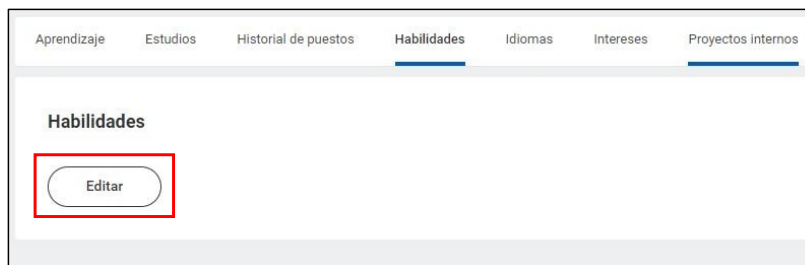 Aprendizaje Estudios Historial de puestos Habilidades Idiomas Intereses Proyectos internos
Habilidades
Editar